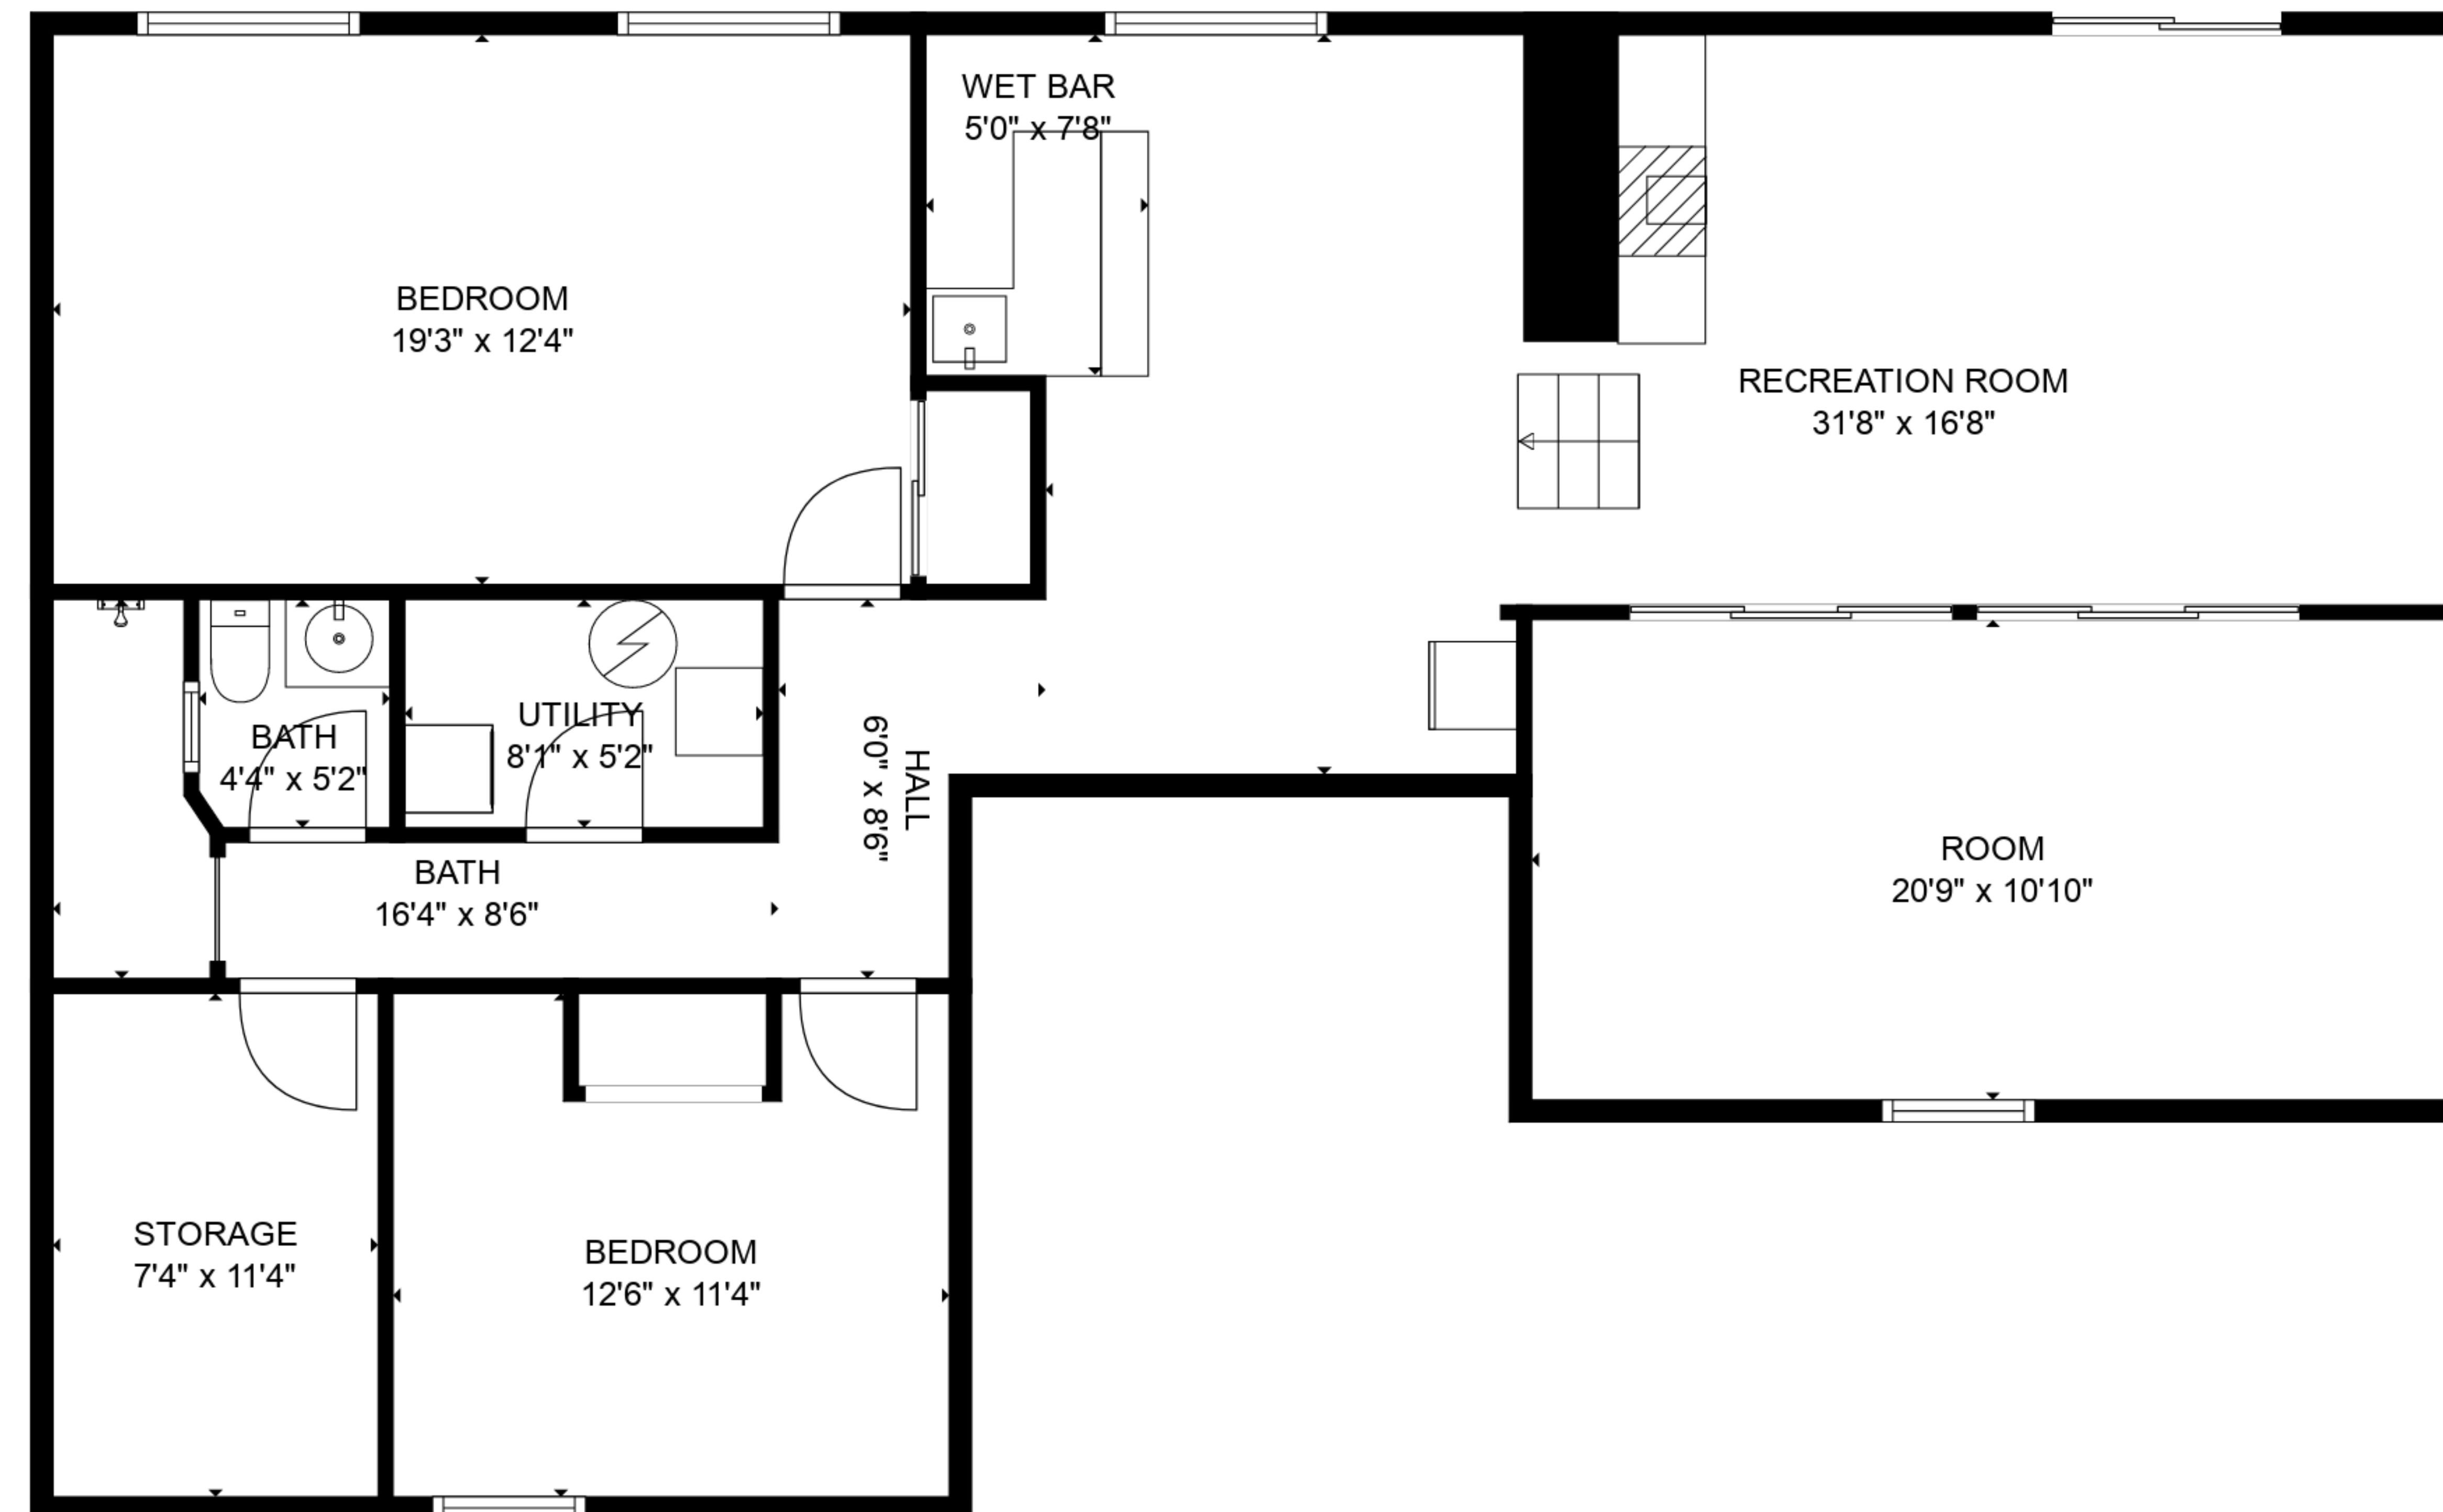 WET BAR
5'0" x 7'8"
BEDROOM
19'3" x 12'4"
RECREATION ROOM
31'8" x 16'8"
BATH
4'4" x 5'2"
UTILITY
8'1" x 5'2"
HALL
6'0" x 8'6"
BATH
16'4" x 8'6"
ROOM
20'9" x 10'10"
STORAGE
7'4" x 11'4"
BEDROOM
12'6" x 11'4"